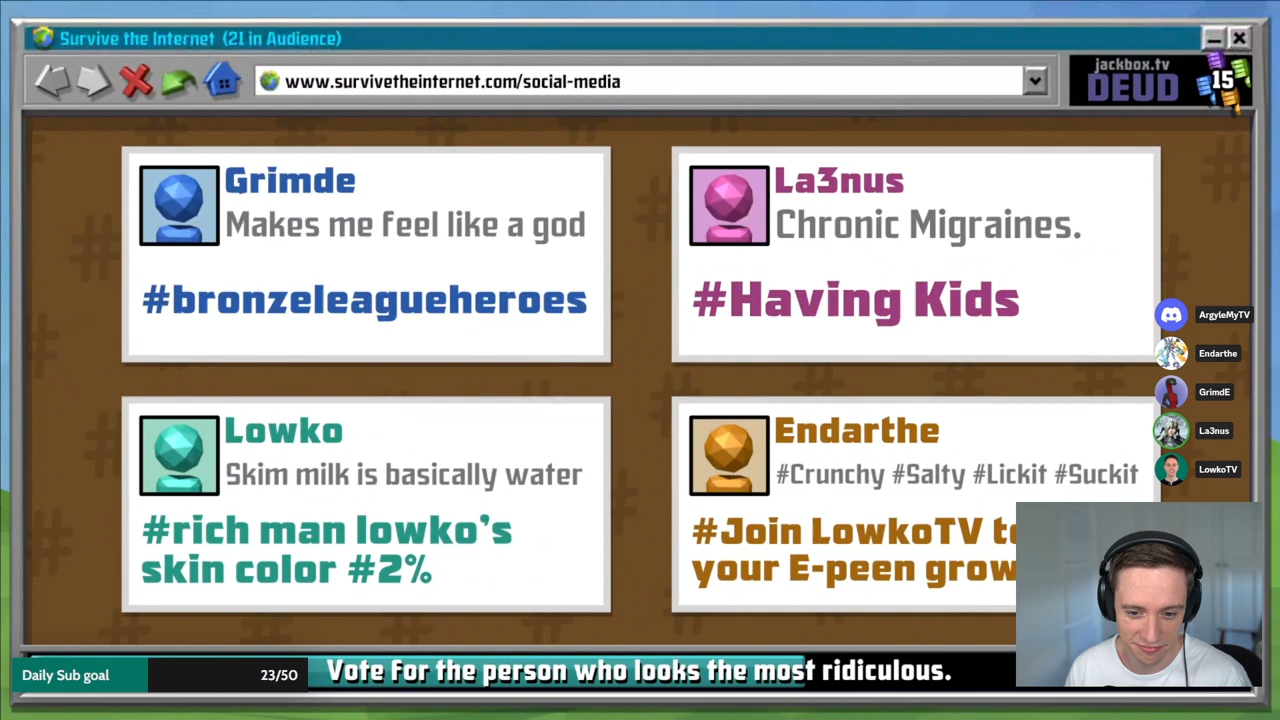 Survive the Internet (21 in Audience)
www.survivetheinternet.com/social-media
jackbox.tv
DEUD
15
Grimde
Makes me feel like a god
#bronzeleagueheroes
La3nus
Chronic Migraines.
#Having Kids
Lowko
Skim milk is basically water
#rich man lowko's
skin color #2%
Endarthe
#Crunchy #Salty #Lickit #Suckit
#Join LowkoTV
your E-peen grow
ArgyleMyTV
Endarthe
GrimdE
La3nus
LowkoTV
Daily Sub goal
23/50
Vote for the person who looks the most ridiculous.